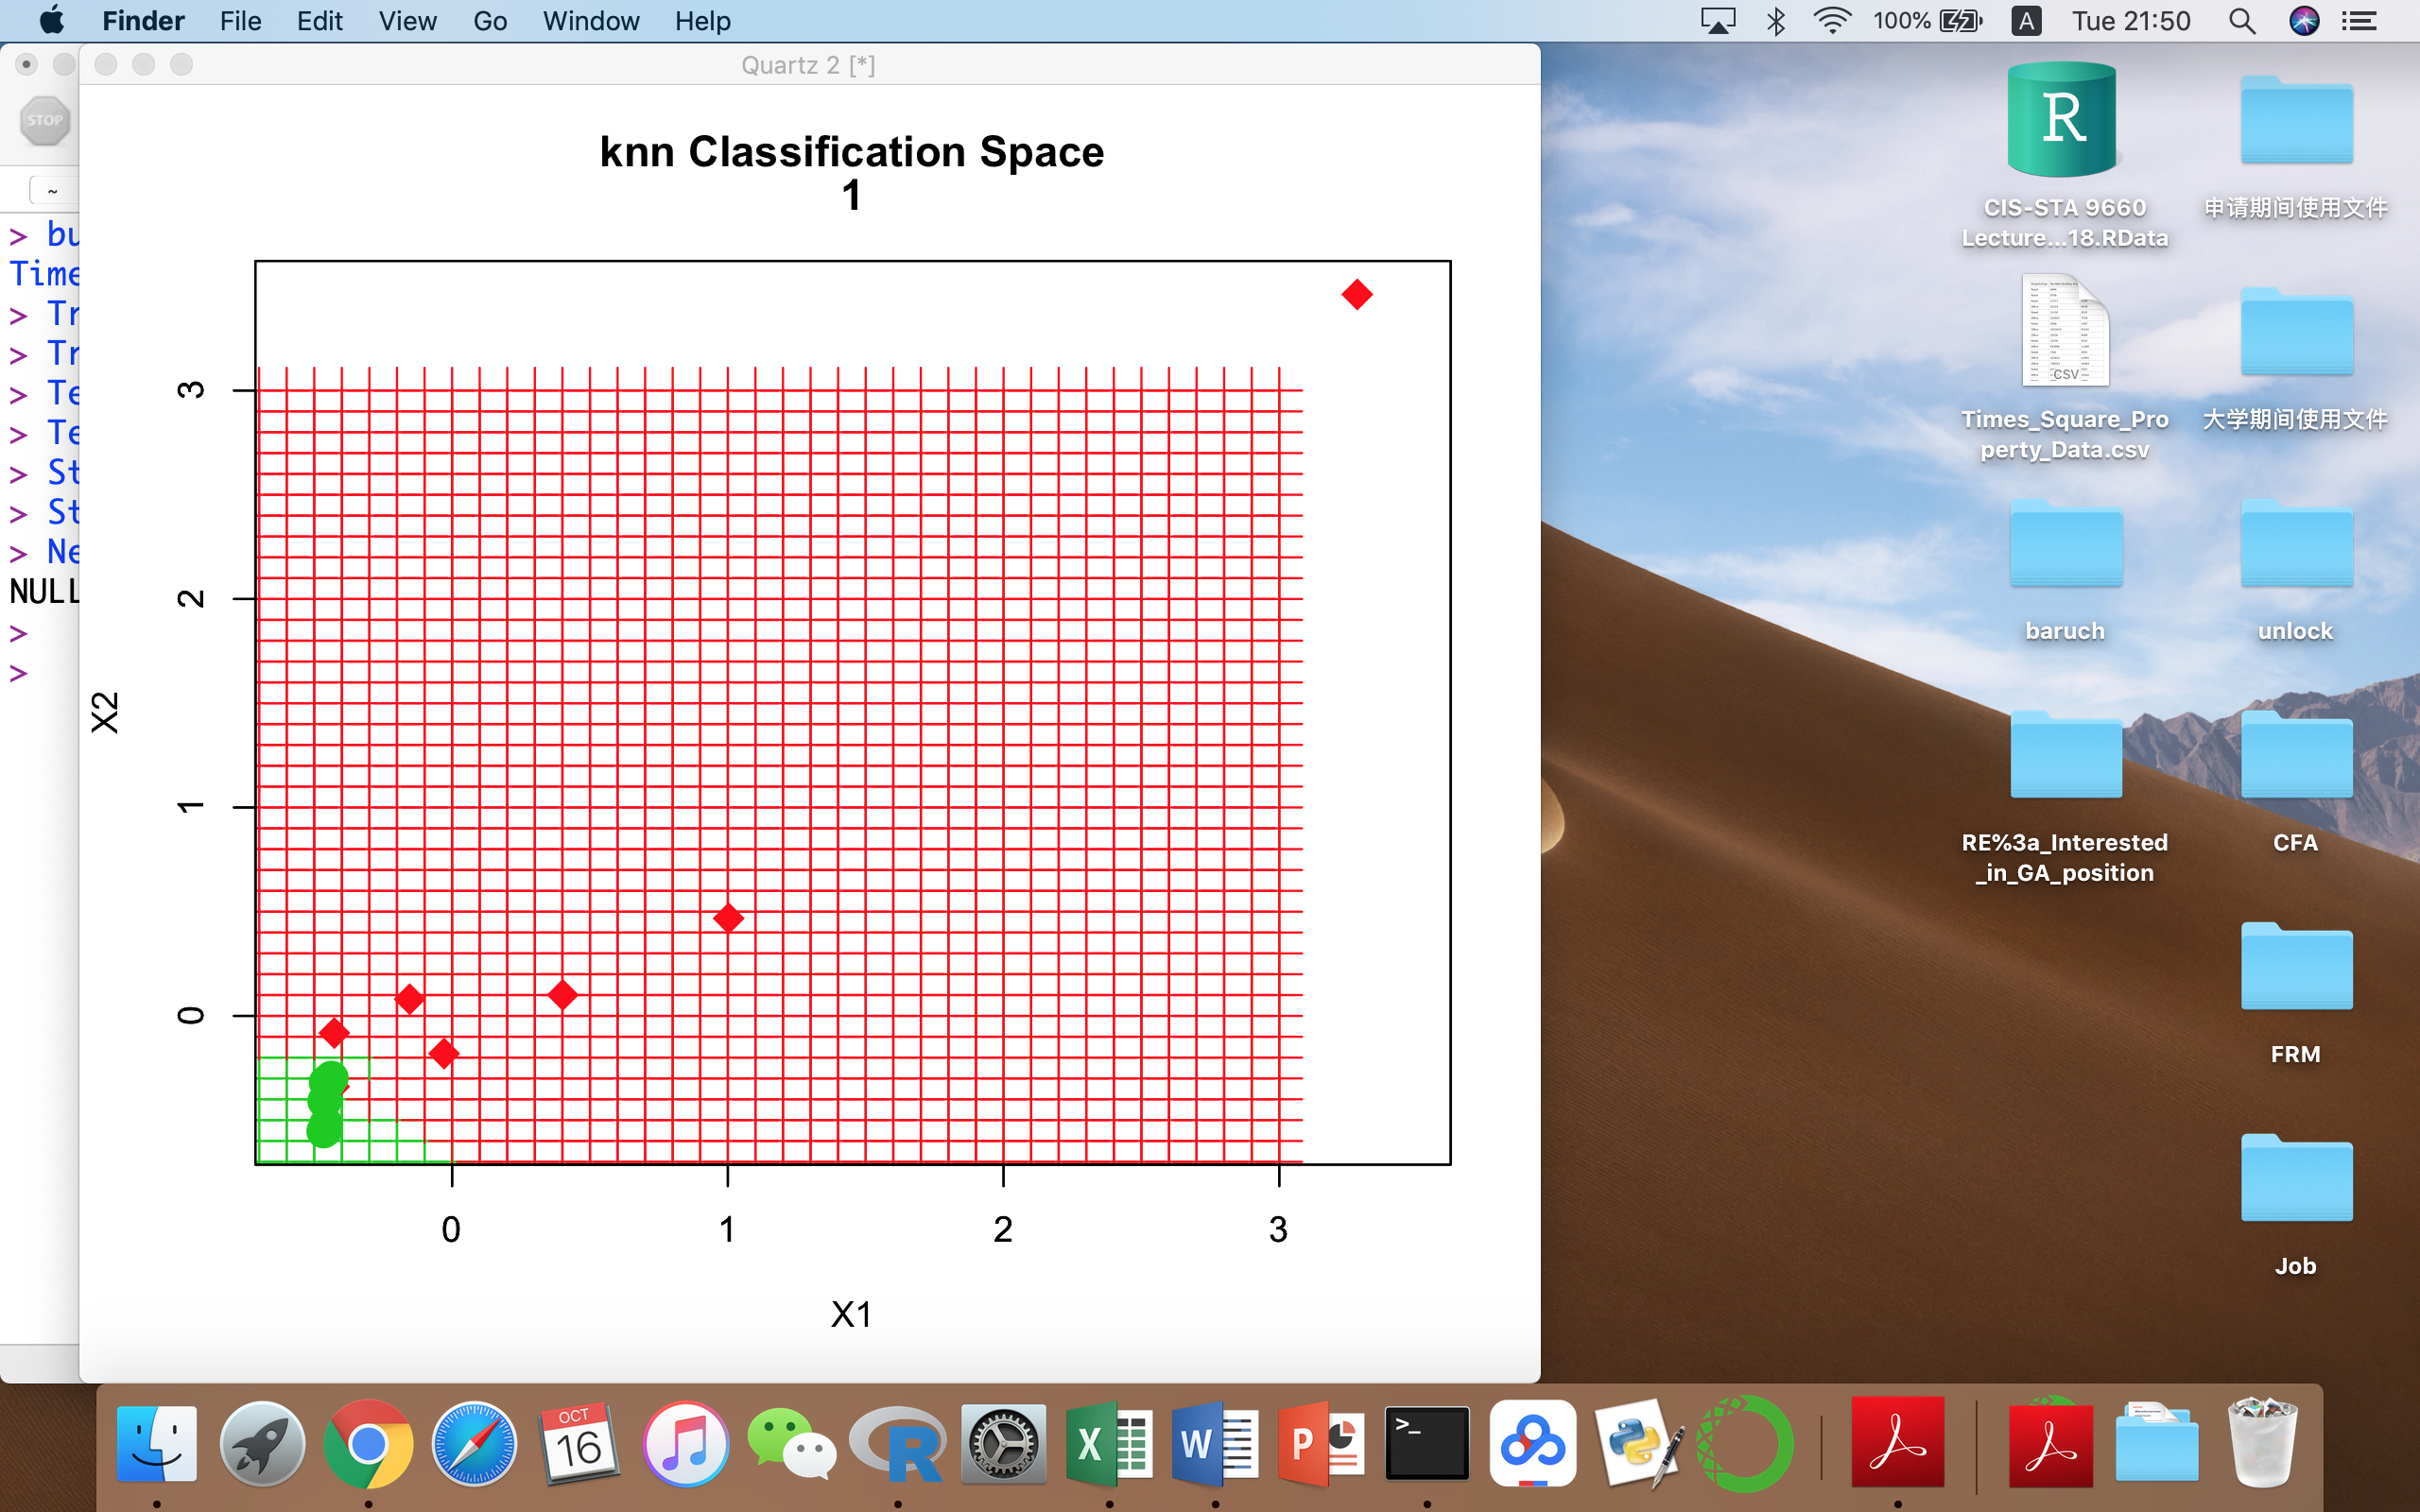 Finder File Edit View Go Window Help 100% A Tue 21:50
Quartz 2 [*]
STOP
~
> bu
Time
> Tr
> Tr
> Te
> Te
> St
> St
> Ne
NULL
>
>
knn Classification Space
1
X2
3
2
1
0
0 1 2 3
X1
R
CIS-STA 9660
Lecture...18.RData
申请期间使用文件
CSV
Times_Square_Pro
perty_Data.csv
大学期间使用文件
baruch
unlock
RE%3a_Interested
_in_GA_position
CFA
FRM
Job
OCT
16
R
X
W
P
>_